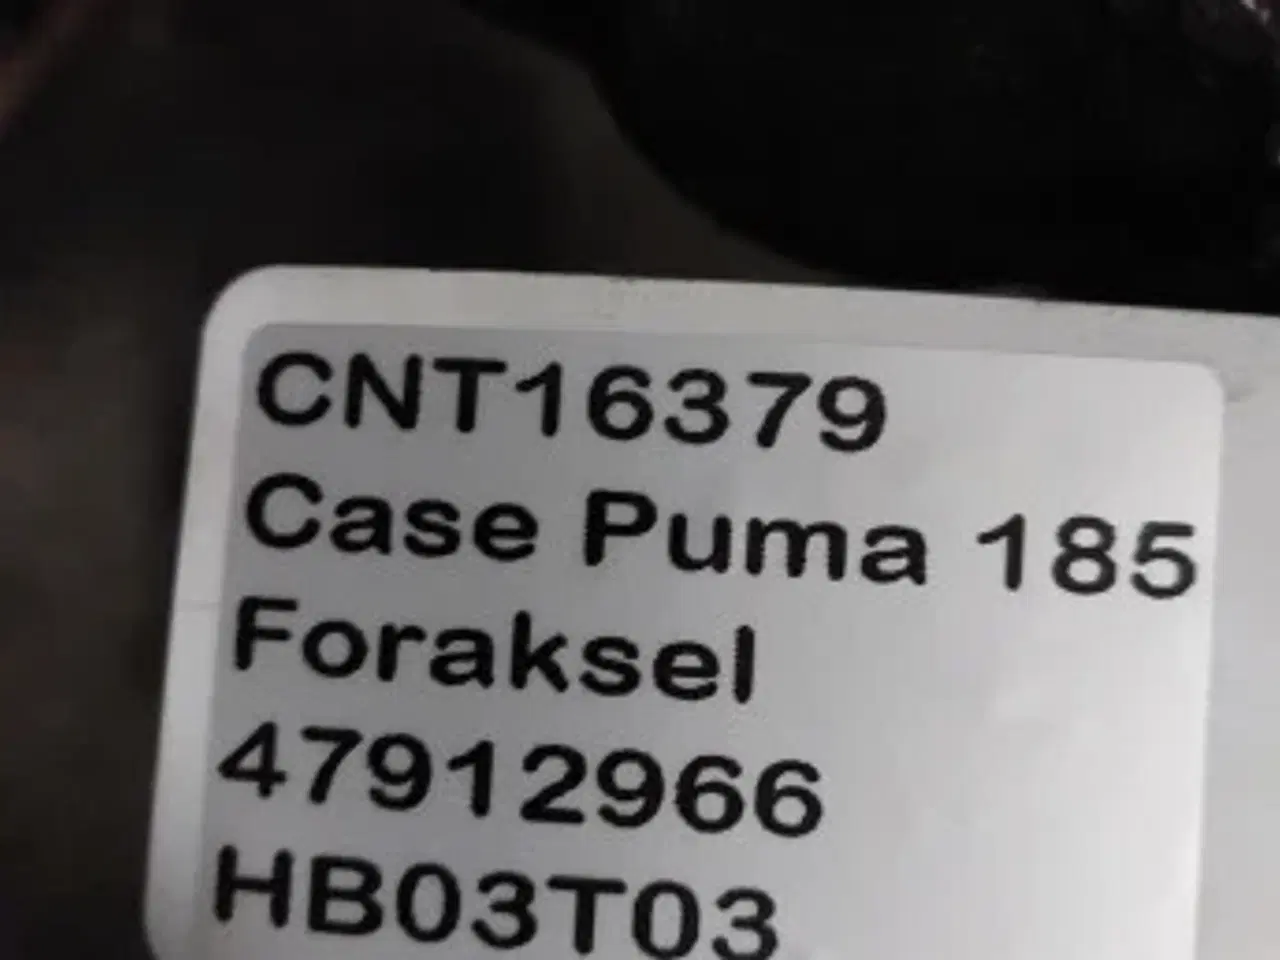 CNT16379
Case Puma 185
Foraksel
47912966
HB03T03